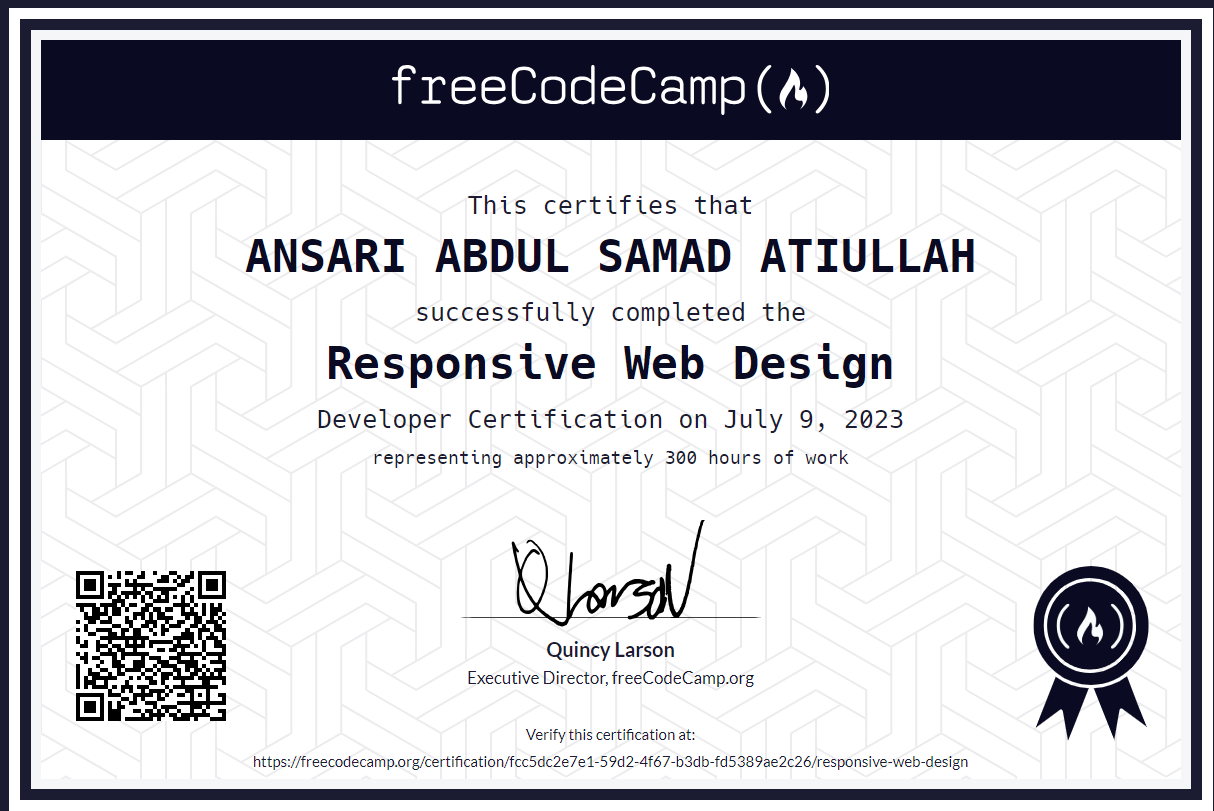 freeCodeCamp
This certifies that
ANSARI ABDUL SAMAD ATIULLAH
successfully completed the
Responsive Web Design
Developer Certification on July 9, 2023
representing approximately 300 hours of work
Quincy Larson
Executive Director, freeCodeCamp.org
Verify this certification at:
https://freecodecamp.org/certification/fcc5dc2e7e1-59d2-4f67-b3db-fd5389ae2c26/responsive-web-design